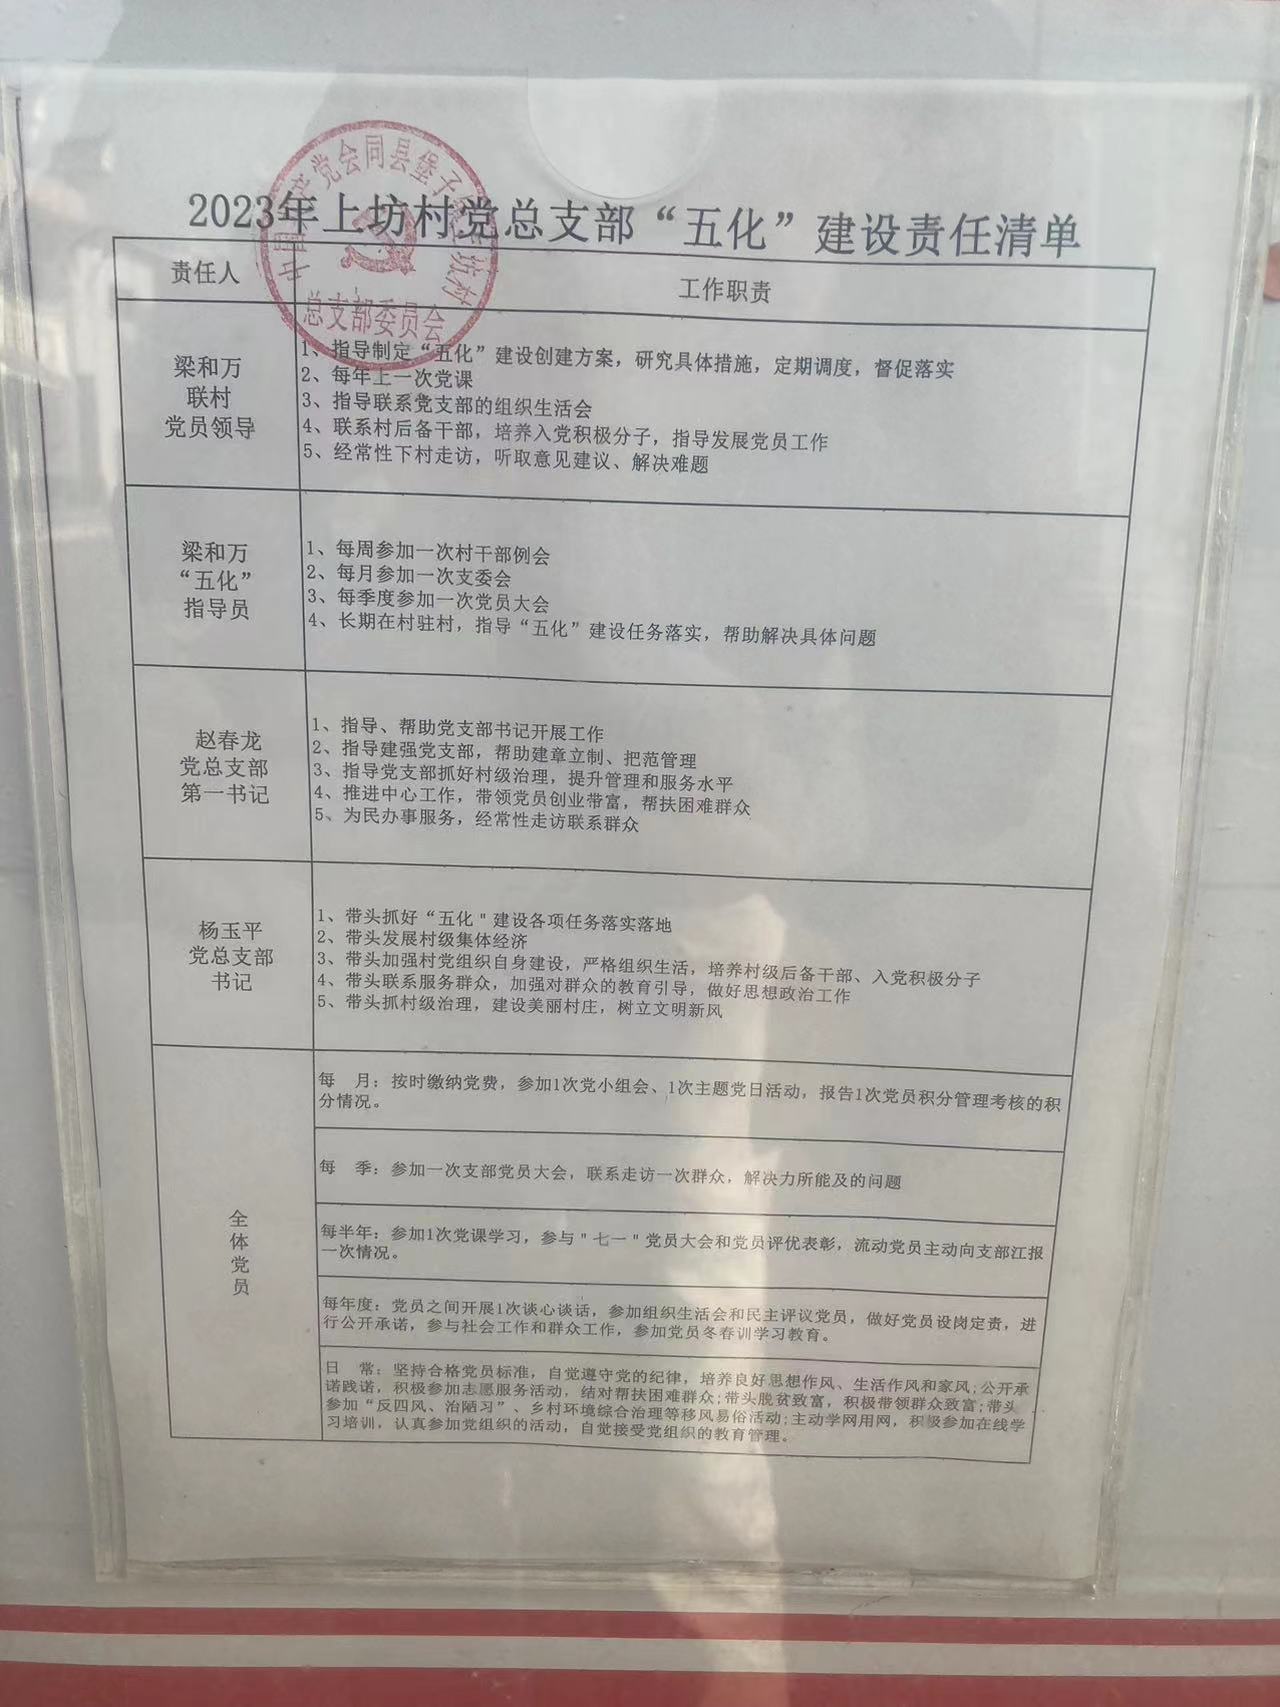 2023年上坊村党总支部“五化”建设责任清单
产党会同县堡子
坊村
总支部委员会
责任人
工作职责
梁和万
联村
党员领导
1、指导制定“五化”建设创建方案，研究具体措施，定期调度，督促落实
2、每年上一次党课
3、指导联系党支部的组织生活会
4、联系村后备干部，培养入党积极分子，指导发展党员工作
5、经常性下村走访，听取意见建议、解决难题
梁和万
“五化”
指导员
1、每周参加一次村干部例会
2、每月参加一次支委会
3、每季度参加一次党员大会
4、长期在村驻村，指导“五化”建设任务落实，帮助解决具体问题
赵春龙
党总支部
第一书记
1、指导、帮助党支部书记开展工作
2、指导建强党支部，帮助建章立制、把范管理
3、指导党支部抓好村级治理，提升管理和服务水平
4、推进中心工作，带领党员创业带富，帮扶困难群众
5、为民办事服务，经常性走访联系群众
杨玉平
党总支部
书记
1、带头抓好“五化"建设各项任务落实落地
2、带头发展村级集体经济
3、带头加强村党组织自身建设，严格组织生活，培养村级后备干部、入党积极分子
4、带头联系服务群众，加强对群众的教育引导，做好思想政治工作
5、带头抓村级治理，建设美丽村庄，树立文明新风
全
体
党
员
每　月：按时缴纳党费，参加1次党小组会、1次主题党日活动，报告1次党员积分管理考核的积
分情况。
每　季：参加一次支部党员大会，联系走访一次群众，解决力所能及的问题
每半年：参加1次党课学习，参与"七一"党员大会和党员评优表彰，流动党员主动向支部江报
一次情况。
每年度：党员之间开展1次谈心谈话，参加组织生活会和民主评议党员，做好党员设岗定责，进
行公开承诺，参与社会工作和群众工作，参加党员冬春训学习教育。
日　常：坚持合格党员标准，自觉遵守党的纪律，培养良好思想作风、生活作风和家风;公开承
诺践诺，积极参加志愿服务活动，结对帮扶困难群众;带头脱贫致富，积极带领群众致富;带头
参加“反四风、治陋习”、乡村环境综合治理等移风易俗活动;主动学网用网，积极参加在线学
习培训，认真参加党组织的活动，自觉接受党组织的教育管理。